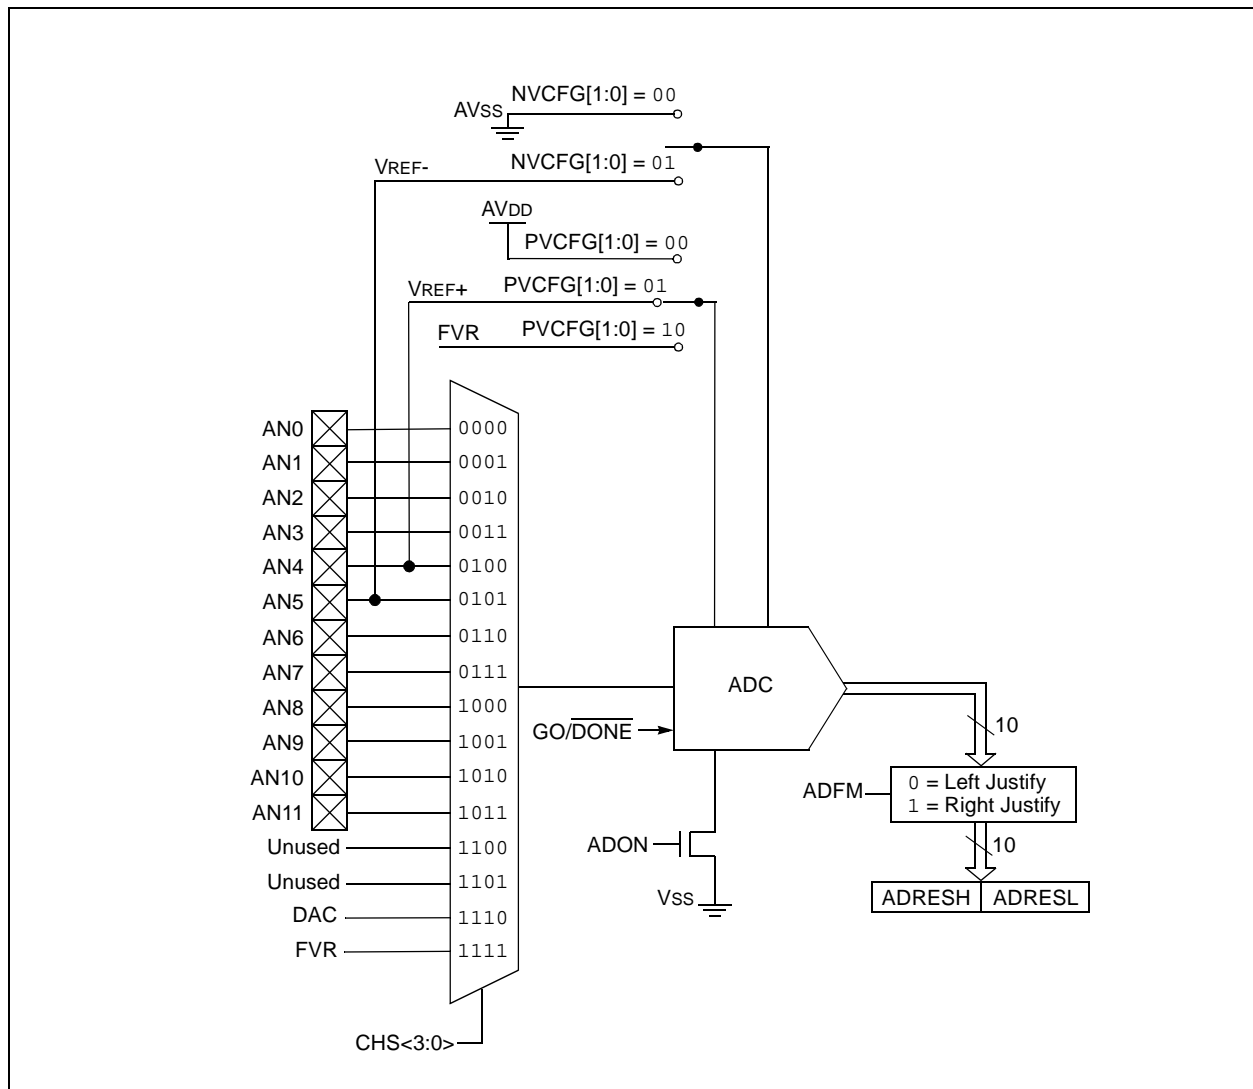 NVCFG[1:0] = 00
AVSS
NVCFG[1:0] = 01
VREF-
AVDD
PVCFG[1:0] = 00
VREF+
PVCFG[1:0] = 01
FVR
PVCFG[1:0] = 10
AN0 0000
AN1 0001
AN2 0010
AN3 0011
AN4 0100
AN5 0101
AN6 0110
AN7 0111
AN8 1000
AN9 1001
AN10 1010
AN11 1011
Unused 1100
Unused 1101
DAC 1110
FVR 1111
CHS<3:0>
ADC
GO/DONE
ADON
VSS
10
ADFM
0 = Left Justify
1 = Right Justify
10
ADRESH ADRESL